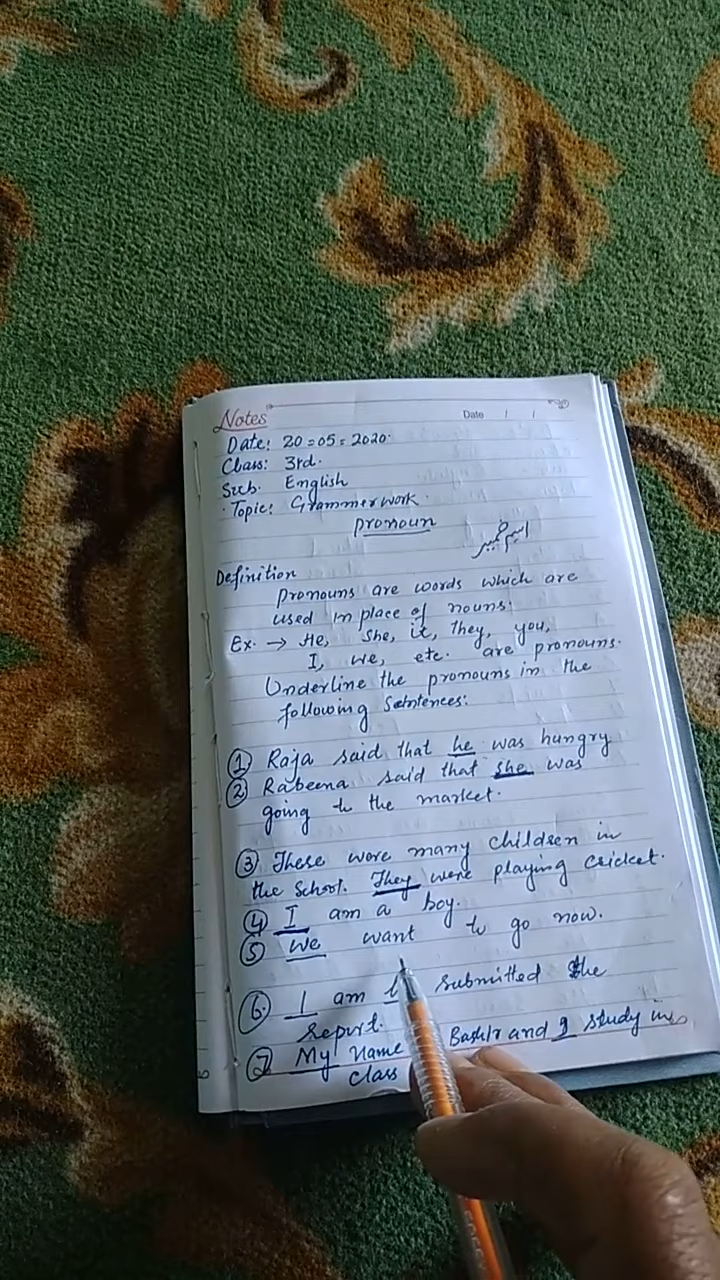 Notes
Date / /
Date: 20=05=2020.
Class: 3rd.
Sub. English
Topic: Grammer work.
pronoun
اسم ضمیر
Definition
pronouns are words which are
used in place of nouns.
Ex. → He, she, it, they, you,
I, we, etc. are pronouns.
Underline the pronouns in the
following Sentences:
① Raja said that he was hungry
② Rabeena said that she was
going to the market.
③ These were many children in
the School. They were playing cricket.
④ I am a boy.
⑤ We want to go now.
⑥ I am submitted the
report.
⑦ My Name Bashir and I study in
Class